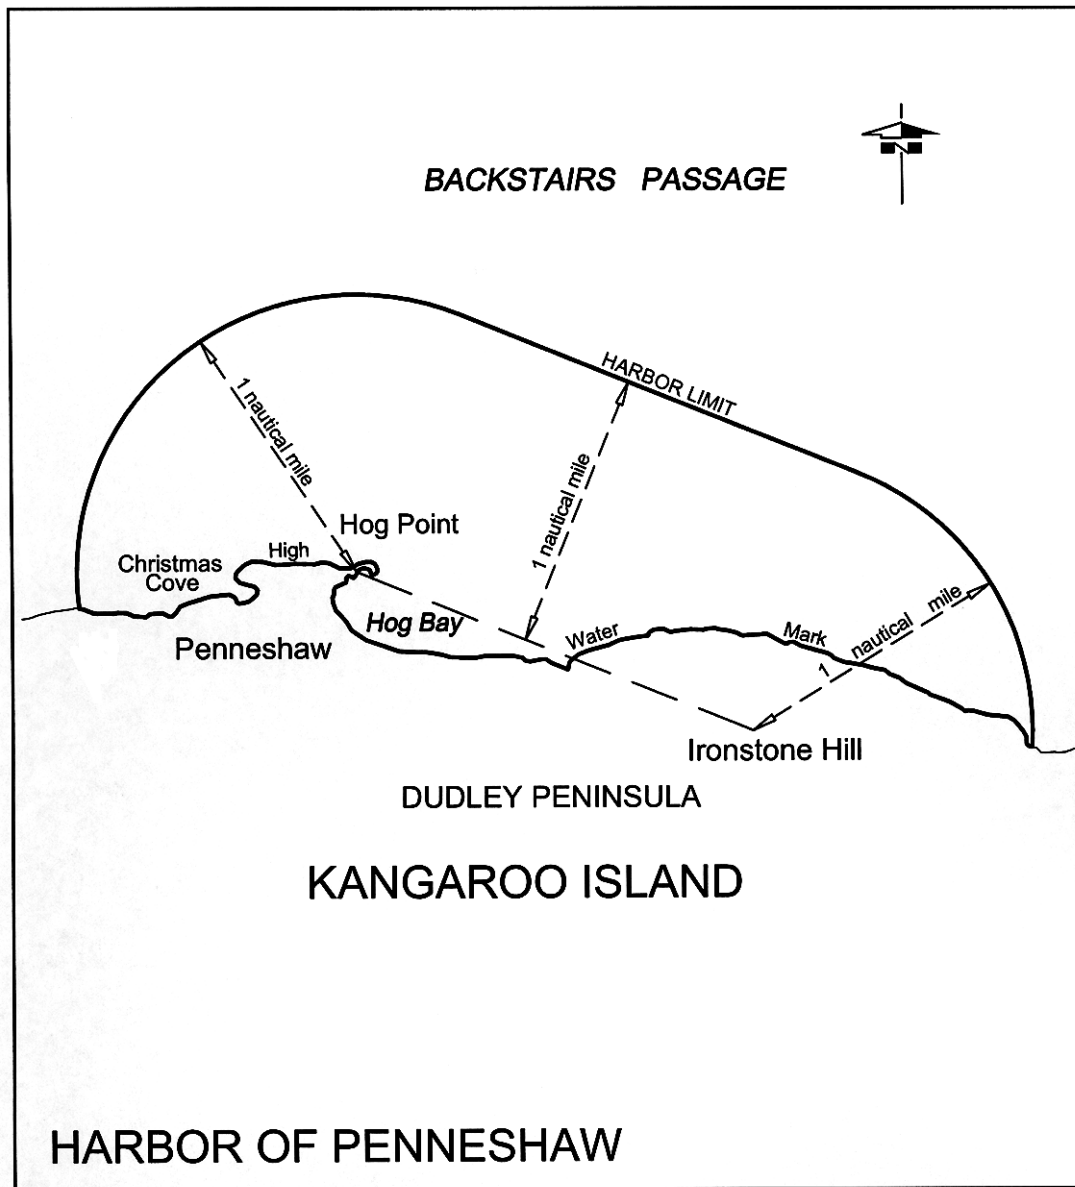 N
BACKSTAIRS PASSAGE
HARBOR LIMIT
1 nautical mile
1 nautical mile
Hog Point
High
Christmas
Cove
Hog Bay
Penneshaw
Water
Mark
1 nautical mile
Ironstone Hill
DUDLEY PENINSULA
KANGAROO ISLAND
HARBOR OF PENNESHAW